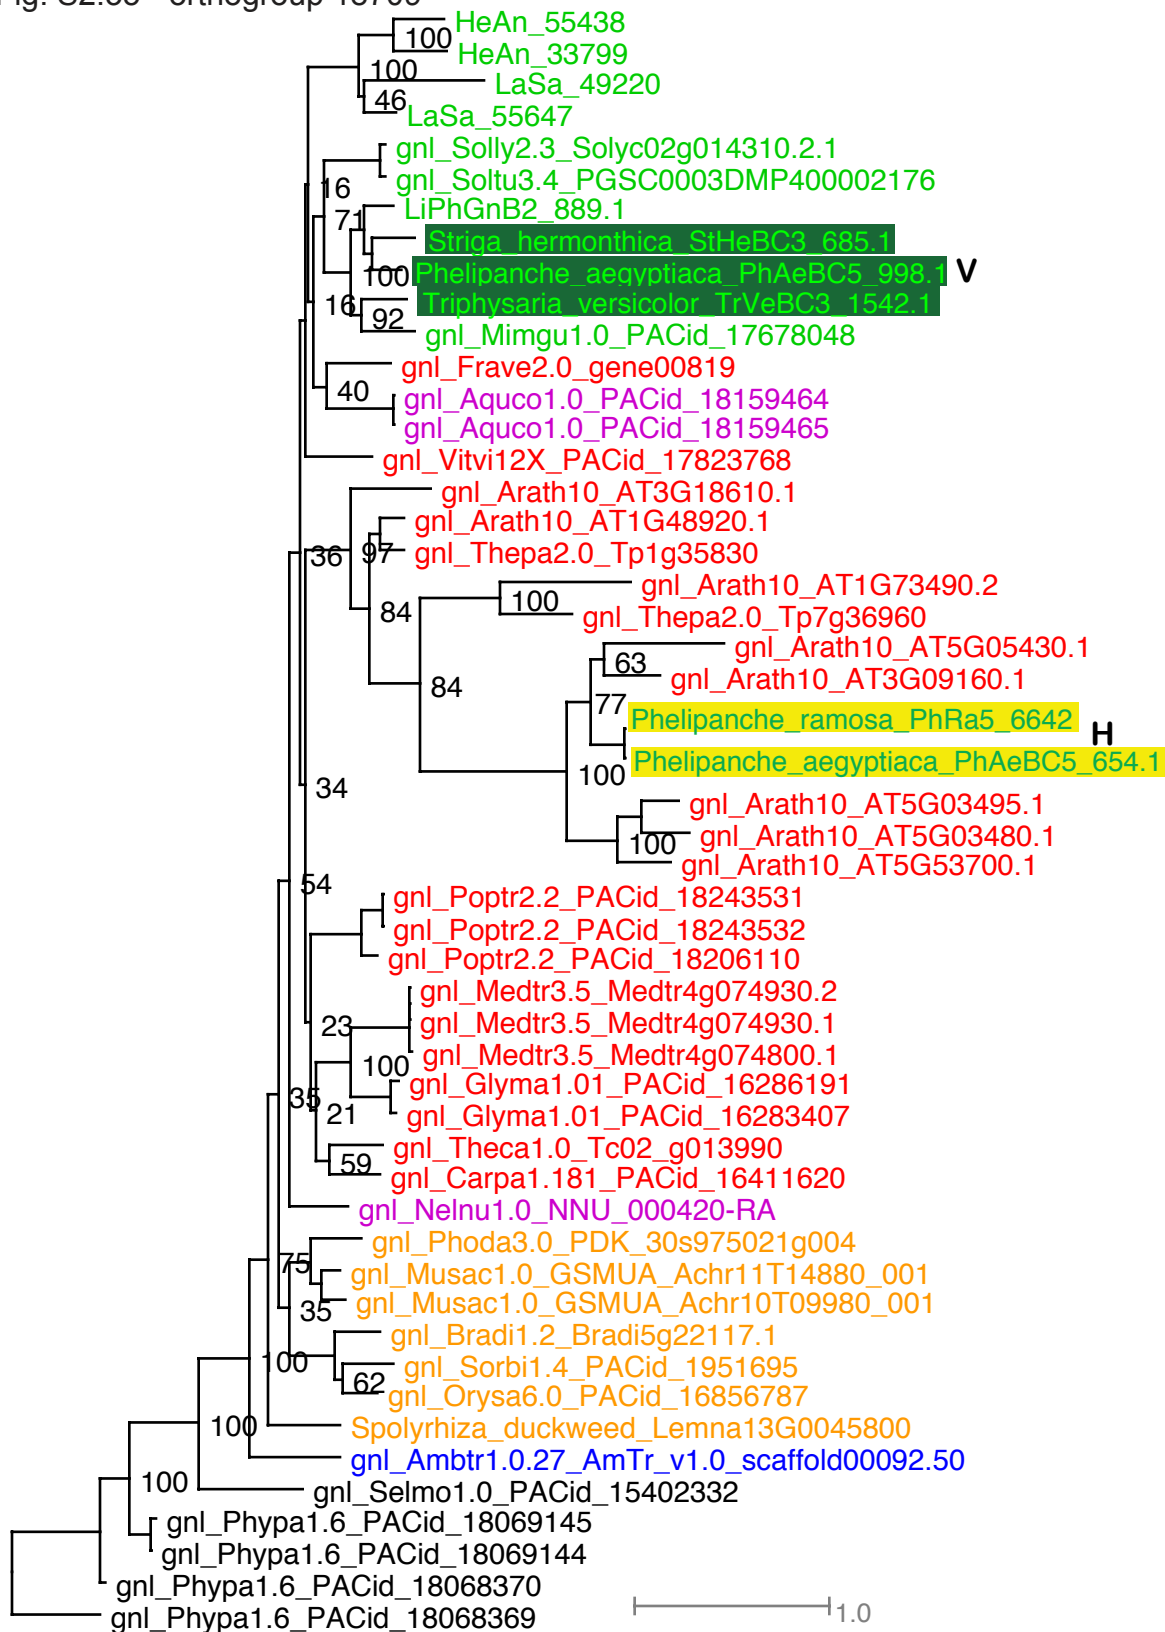 HeAn_55438
100
HeAn_33799
100
LaSa_49220
46
LaSa_55647
gnl_Solly2.3_Solyc02g014310.2.1
gnl_Soltu3.4_PGSC0003DMP400002176
16
LiPhGnB2_889.1
71
Striga_hermonthica_StHeBC3_685.1
100
Phelipanche_aegyptiaca_PhAeBC5_998.1 V
16
Triphysaria_versicolor_TrVeBC3_1542.1
92
gnl_Mimgu1.0_PACid_17678048
gnl_Frave2.0_gene00819
40
gnl_Aquco1.0_PACid_18159464
gnl_Aquco1.0_PACid_18159465
gnl_Vitvi12X_PACid_17823768
gnl_Arath10_AT3G18610.1
gnl_Arath10_AT1G48920.1
36
97
gnl_Thepa2.0_Tp1g35830
gnl_Arath10_AT1G73490.2
100
84
gnl_Thepa2.0_Tp7g36960
gnl_Arath10_AT5G05430.1
63
gnl_Arath10_AT3G09160.1
84
77
Phelipanche_ramosa_PhRa5_6642
H
Phelipanche_aegyptiaca_PhAeBC5_654.1
100
34
gnl_Arath10_AT5G03495.1
gnl_Arath10_AT5G03480.1
100
gnl_Arath10_AT5G53700.1
54
gnl_Poptr2.2_PACid_18243531
gnl_Poptr2.2_PACid_18243532
gnl_Poptr2.2_PACid_18206110
gnl_Medtr3.5_Medtr4g074930.2
23
gnl_Medtr3.5_Medtr4g074930.1
gnl_Medtr3.5_Medtr4g074800.1
100
gnl_Glyma1.01_PACid_16286191
35
21
gnl_Glyma1.01_PACid_16283407
gnl_Theca1.0_Tc02_g013990
59
gnl_Carpa1.181_PACid_16411620
gnl_Nelnu1.0_NNU_000420-RA
gnl_Phoda3.0_PDK_30s975021g004
75
gnl_Musac1.0_GSMUA_Achr11T14880_001
35
gnl_Musac1.0_GSMUA_Achr10T09980_001
gnl_Bradi1.2_Bradi5g22117.1
100
gnl_Sorbi1.4_PACid_1951695
62
gnl_Orysa6.0_PACid_16856787
100
Spolyrhiza_duckweed_Lemna13G0045800
gnl_Ambtr1.0.27_AmTr_v1.0_scaffold00092.50
100
gnl_Selmo1.0_PACid_15402332
gnl_Phypa1.6_PACid_18069145
gnl_Phypa1.6_PACid_18069144
gnl_Phypa1.6_PACid_18068370
gnl_Phypa1.6_PACid_18068369
1.0